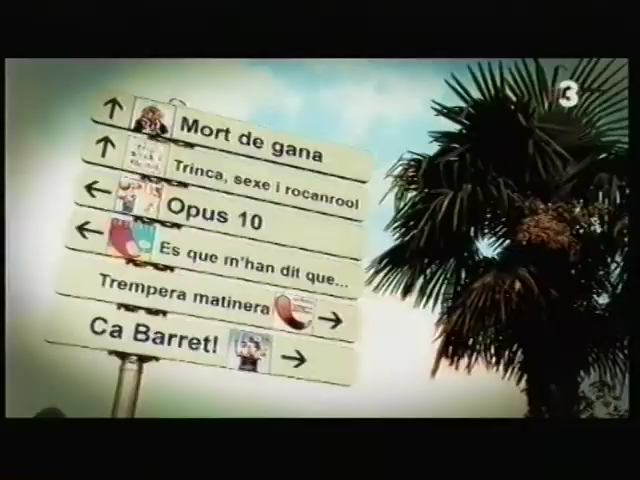 3
Mort de gana
Trinca, sexe i rocanrool
Opus 10
Es que m'han dit que...
Trempera matinera
Ca Barret!